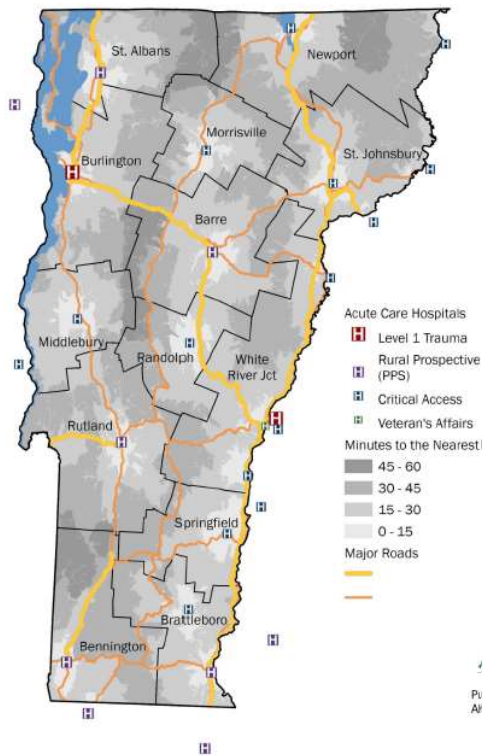 St. Albans
Newport
Morrisville
St. Johnsbury
Burlington
Barre
Middlebury
Randolph
White
River Jct
Rutland
Springfield
Brattleboro
Bennington
Acute Care Hospitals
H Level 1 Trauma
H Rural Prospective
(PPS)
H Critical Access
H Veteran's Affairs
Minutes to the Nearest
45 - 60
30 - 45
15 - 30
0 - 15
Major Roads